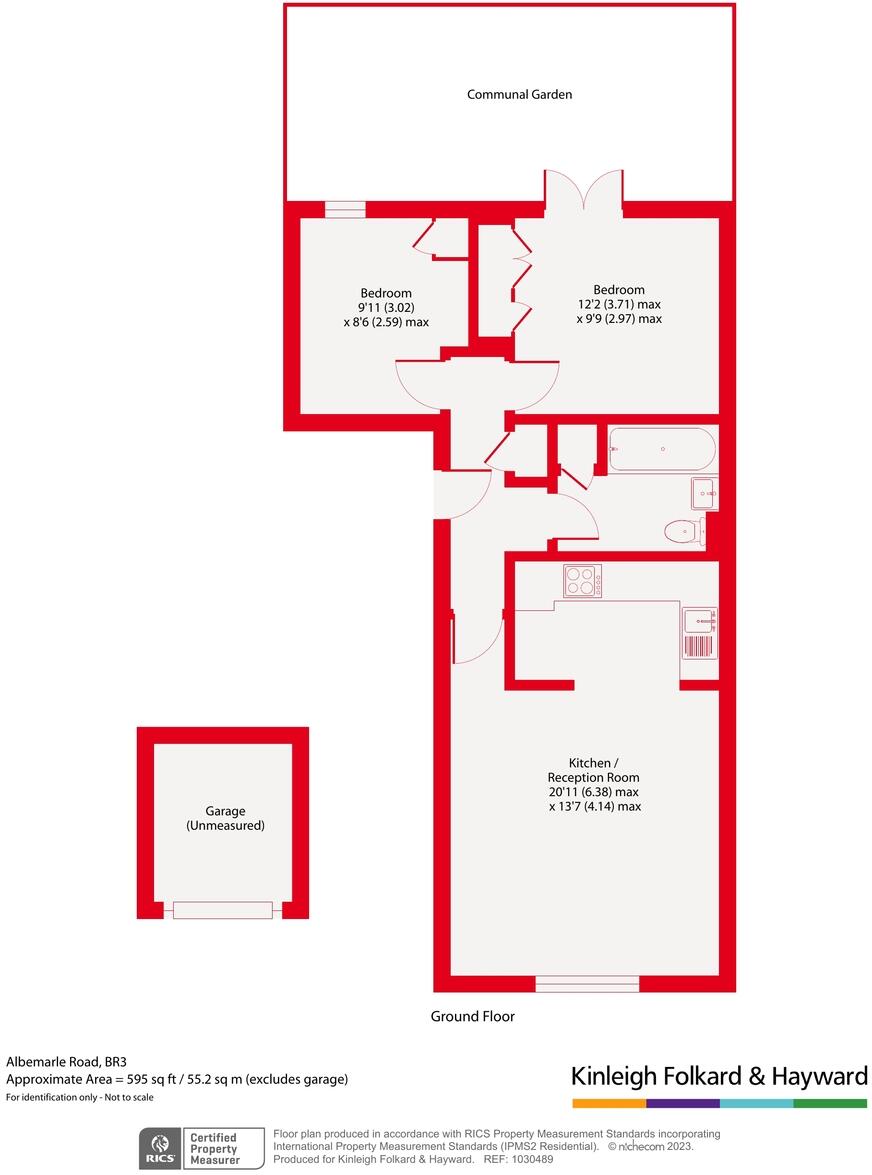 Communal Garden
Bedroom
9'11 (3.02)
x 8'6 (2.59) max
Bedroom
12'2 (3.71) max
x 9'9 (2.97) max
Kitchen /
Reception Room
20'11 (6.38) max
x 13'7 (4.14) max
Garage
(Unmeasured)
Ground Floor
Albemarle Road, BR3
Approximate Area = 595 sq ft / 55.2 sq m (excludes garage)
For identification only - Not to scale
Kinleigh Folkard & Hayward
RICS
Certified
Property
Measurer
Floor plan produced in accordance with RICS Property Measurement Standards incorporating
International Property Measurement Standards (IPMS2 Residential). © nichecom 2023.
Produced for Kinleigh Folkard & Hayward. REF: 1030489